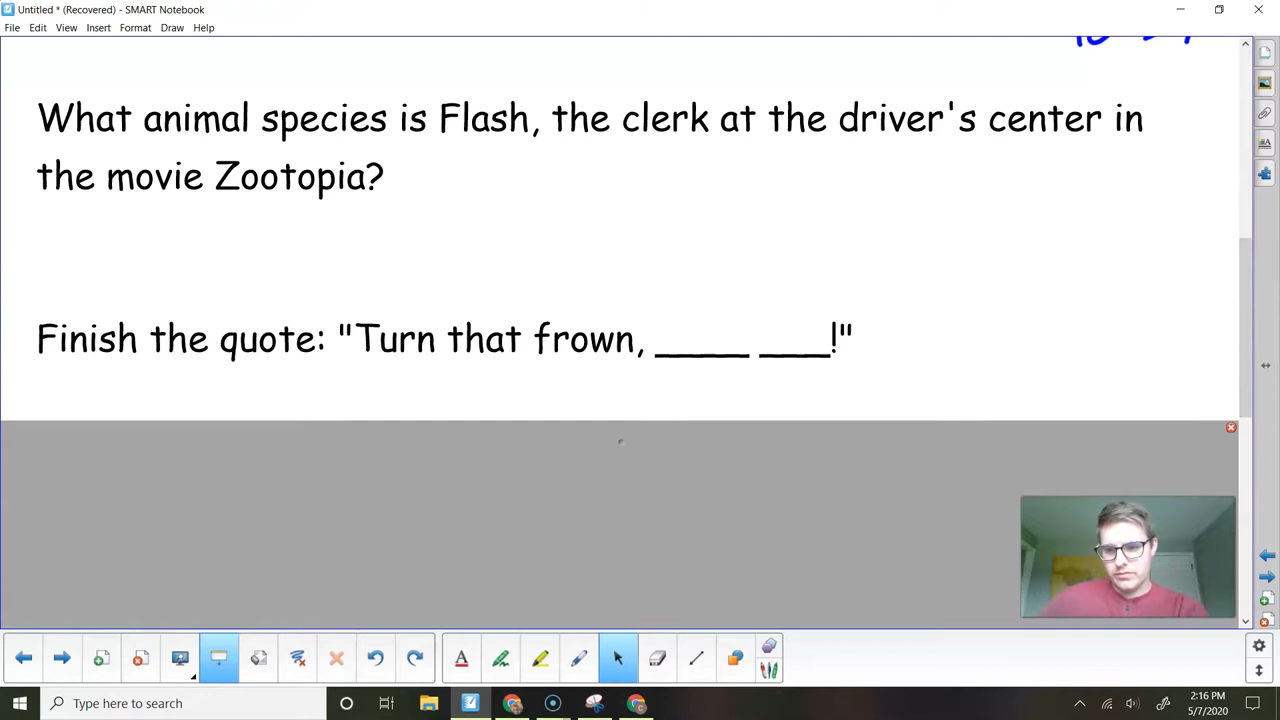 Untitled * (Recovered) - SMART Notebook
File Edit View Insert Format Draw Help
What animal species is Flash, the clerk at the driver's center in
the movie Zootopia?
Finish the quote: "Turn that frown, ____ ___!"
Type here to search
2:16 PM
5/7/2020